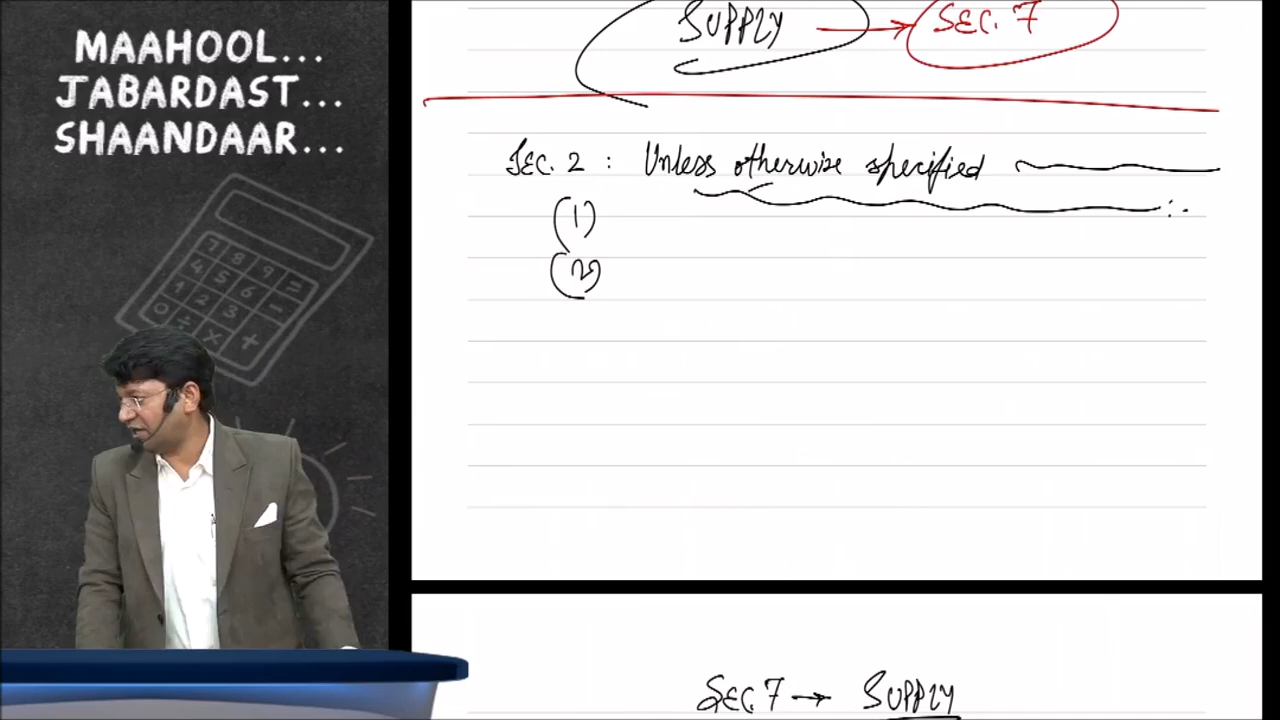 MAAHOOL...
JABARDAST...
SHAANDAAR...
SUPPLY → SEC. 7
SEC. 2 : Unless otherwise specified
(1)
(2)
SEC. 7 → SUPPLY